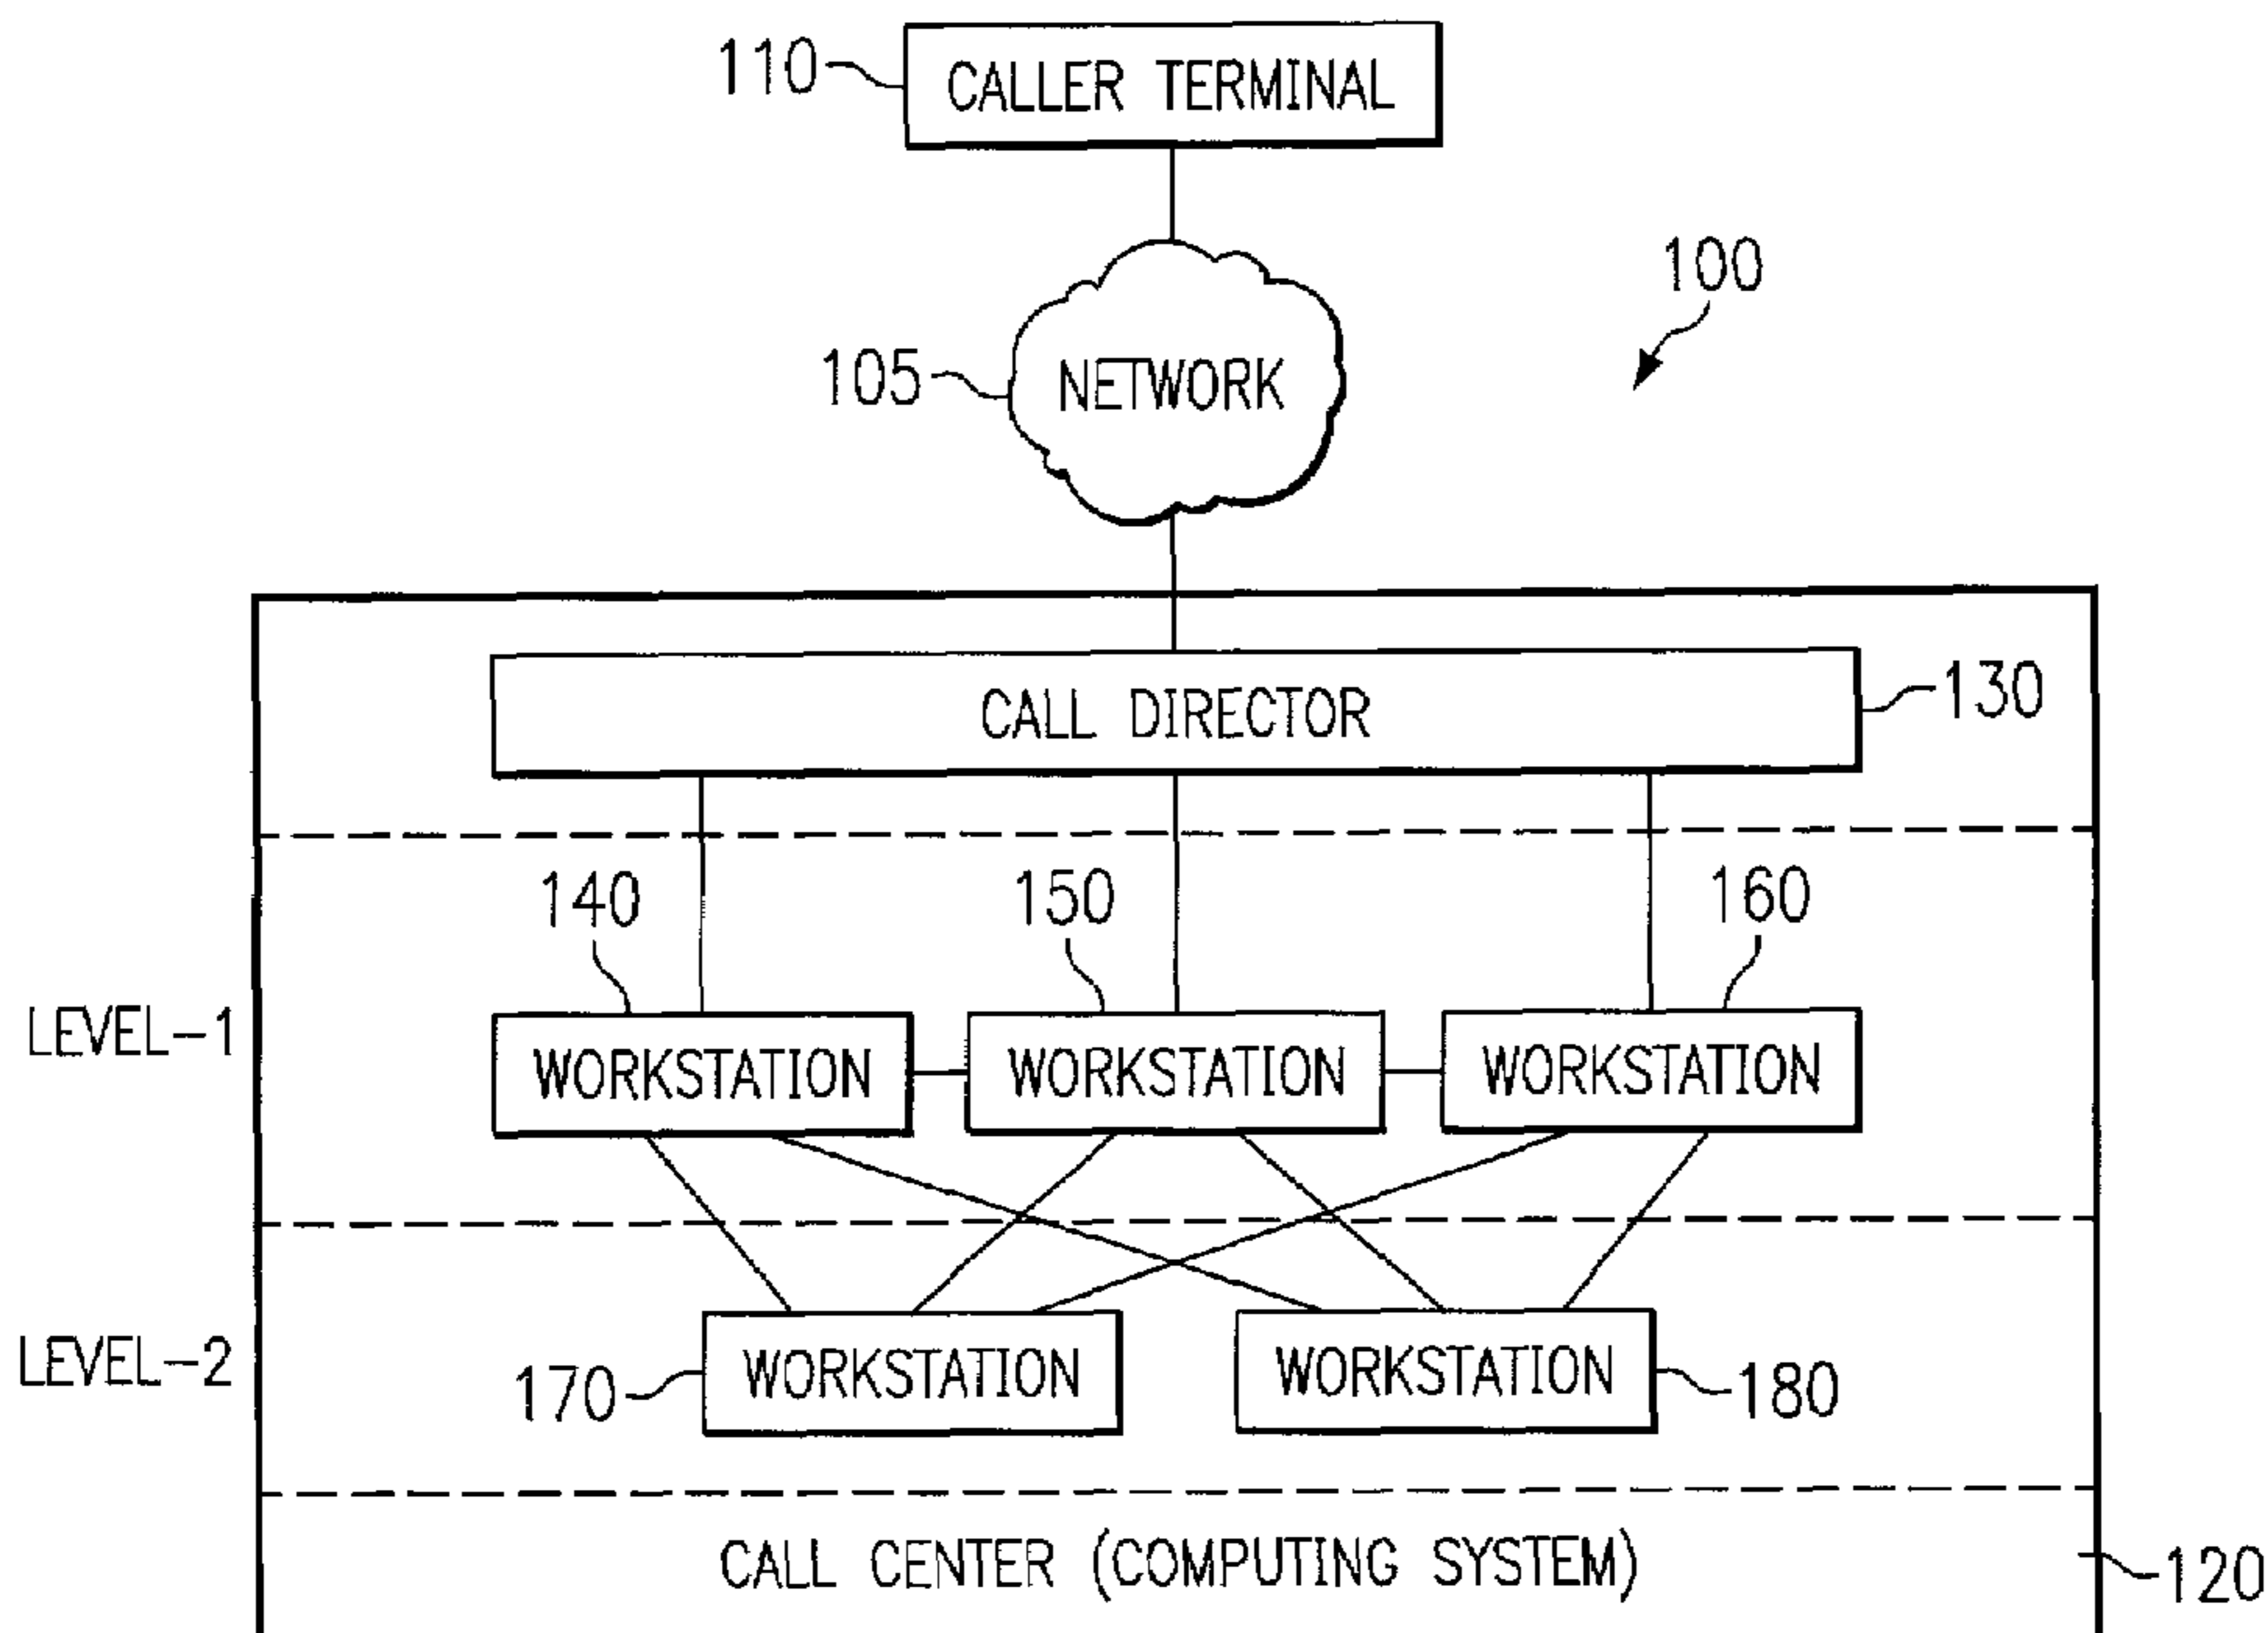 110 CALLER TERMINAL
100
105 NETWORK
CALL DIRECTOR 130
140 150 160
LEVEL-1 WORKSTATION WORKSTATION WORKSTATION
LEVEL-2 170 WORKSTATION WORKSTATION 180
CALL CENTER (COMPUTING SYSTEM) 120